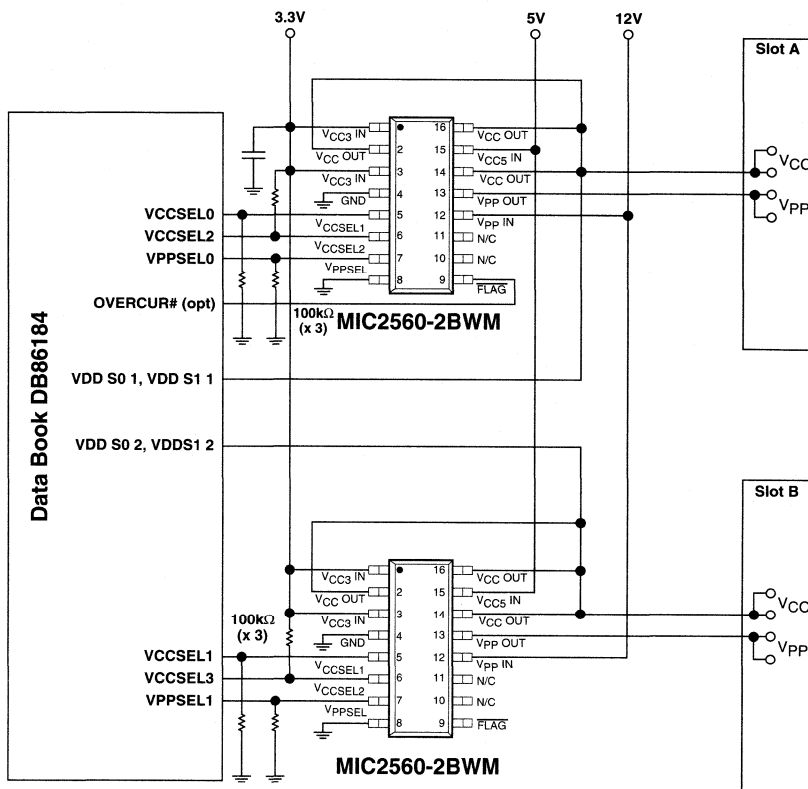 3.3V
5V
12V
Slot A
Data Book DB86184
VCC3 IN
VCC OUT
VCC3 IN
GND
VCCSEL1
VCCSEL2
VPPSEL
2
3
4
5
6
7
8
16
15
14
13
12
11
10
9
VCC OUT
VCC5 IN
VCC OUT
VPP OUT
VPP IN
N/C
N/C
FLAG
VCC
VPP
VCCSEL0
VCCSEL2
VPPSEL0
OVERCUR# (opt)
100kΩ
(x 3)
MIC2560-2BWM
VDD S0 1, VDD S1 1
VDD S0 2, VDDS1 2
Slot B
VCC3 IN
VCC OUT
VCC3 IN
GND
VCCSEL1
VCCSEL2
VPPSEL
2
3
4
5
6
7
8
16
15
14
13
12
11
10
9
VCC OUT
VCC5 IN
VCC OUT
VPP OUT
VPP IN
N/C
N/C
FLAG
VCC
VPP
100kΩ
(x 3)
VCCSEL1
VCCSEL3
VPPSEL1
MIC2560-2BWM